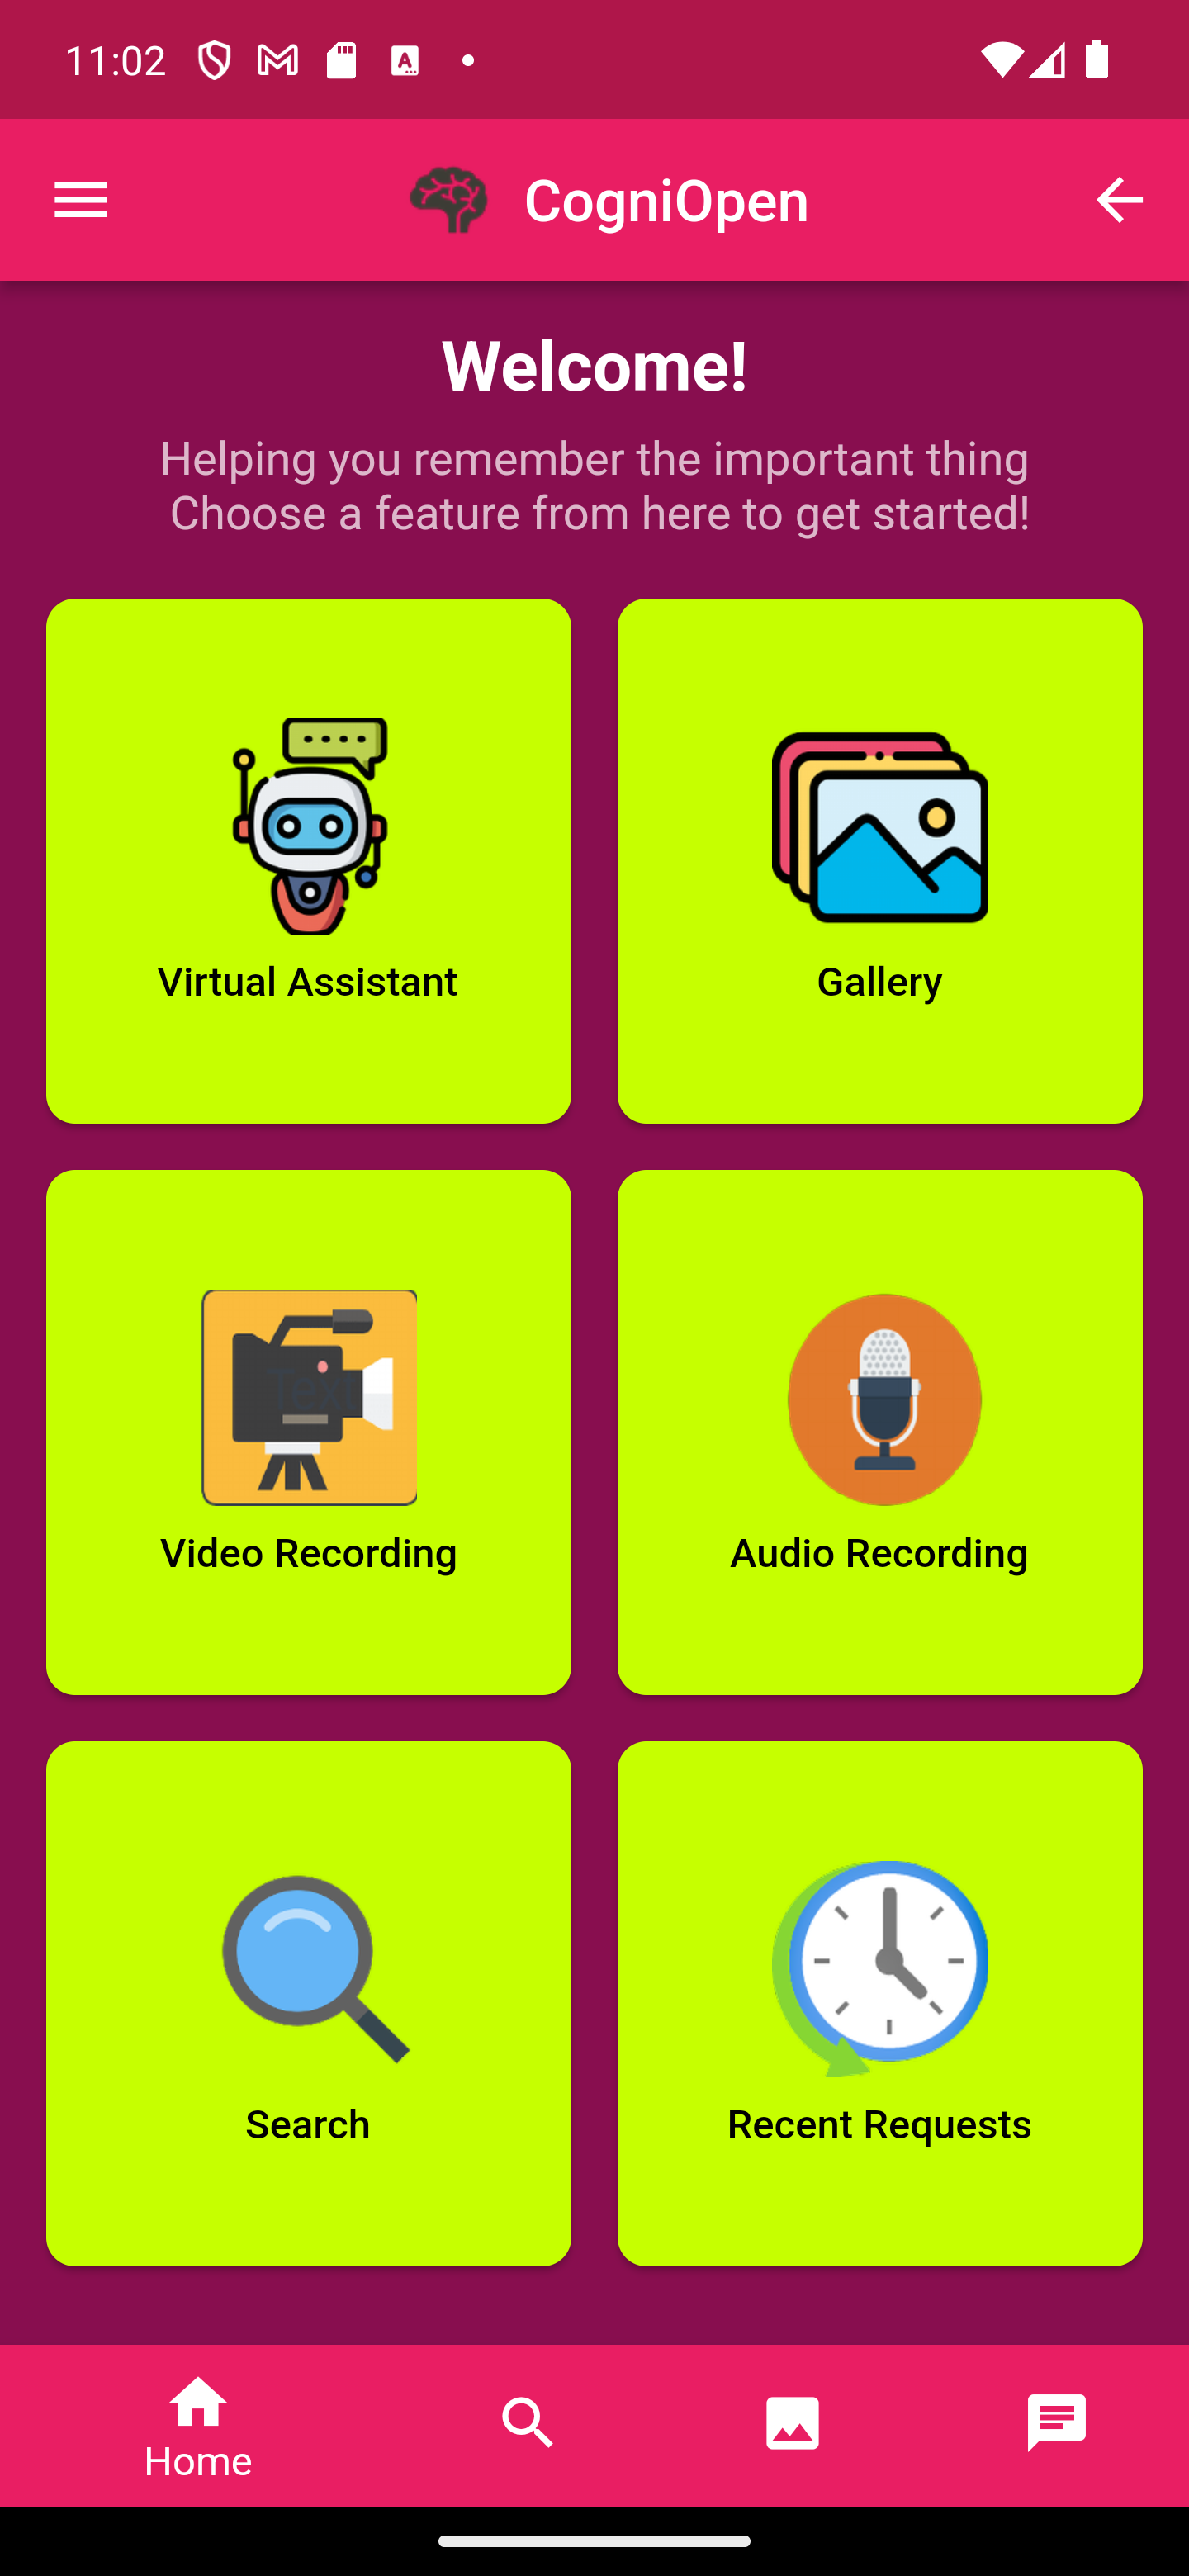 11:02
CogniOpen
Welcome!
Helping you remember the important thing
Choose a feature from here to get started!
Virtual Assistant
Gallery
Text
Video Recording
Audio Recording
Search
Recent Requests
Home